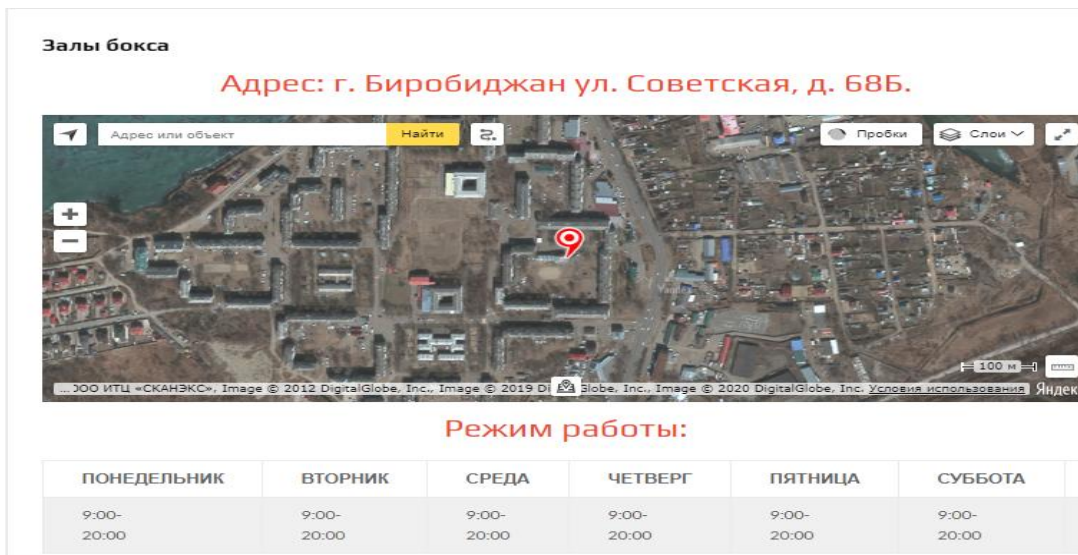 Залы бокса
Адрес: г. Биробиджан ул. Советская, д. 68Б.
Адрес или объект Найти Пробки Слои
100 м
... ООО ИТЦ «СКАНЭКС», Image © 2012 DigitalGlobe, Inc., Image © 2019 Di Globe, Inc., Image © 2020 DigitalGlobe, Inc. Условия использования Яндекс
Режим работы:
ПОНЕДЕЛЬНИК ВТОРНИК СРЕДА ЧЕТВЕРГ ПЯТНИЦА СУББОТА
9:00- 9:00- 9:00- 9:00- 9:00- 9:00-
20:00 20:00 20:00 20:00 20:00 20:00